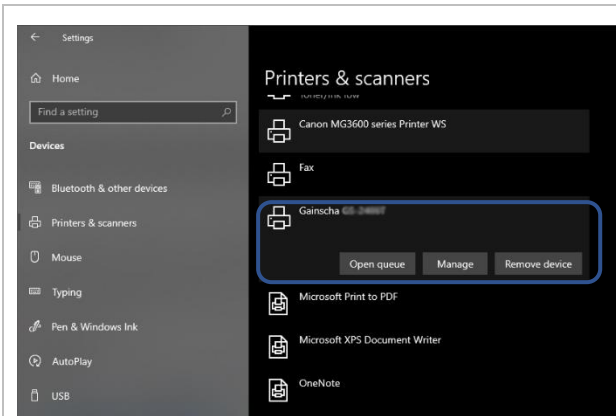 Settings
Home
Find a setting
Devices
Bluetooth & other devices
Printers & scanners
Mouse
Typing
Pen & Windows Ink
AutoPlay
USB
Printers & scanners
Canon MG3600 series Printer WS
Fax
Gainscha
Open queue
Manage
Remove device
Microsoft Print to PDF
Microsoft XPS Document Writer
OneNote